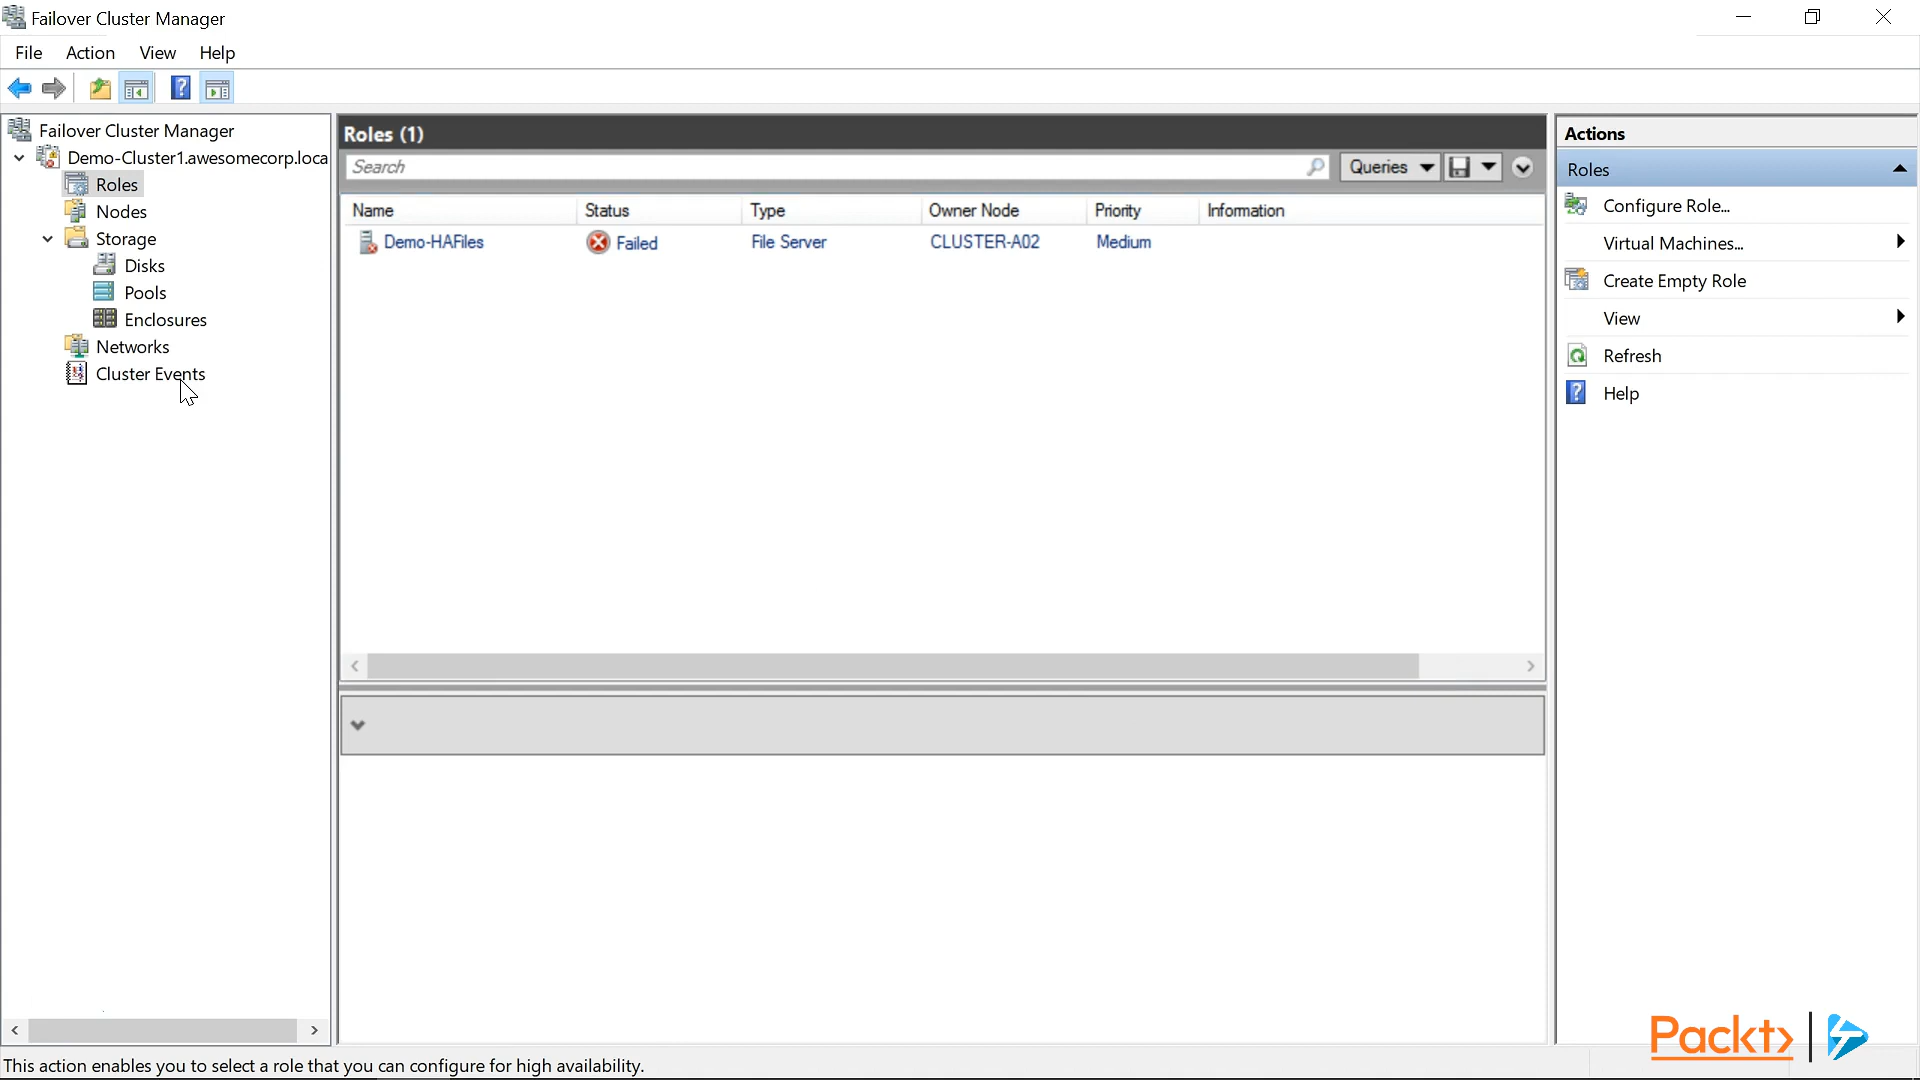 Failover Cluster Manager
File Action View Help
Failover Cluster Manager
Demo-Cluster1.awesomecorp.loca
Roles
Nodes
Storage
Disks
Pools
Enclosures
Networks
Cluster Events
Roles (1)
Search
Queries
Name Status Type Owner Node Priority Information
Demo-HAFiles Failed File Server CLUSTER-A02 Medium
Actions
Roles
Configure Role...
Virtual Machines...
Create Empty Role
View
Refresh
Help
Packt>
This action enables you to select a role that you can configure for high availability.